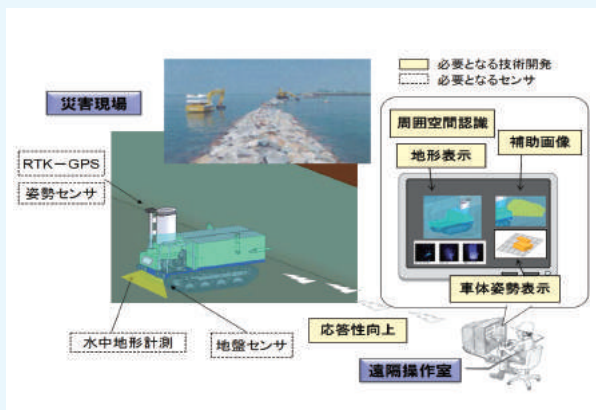 必要となる技術開発
必要となるセンサ
災害現場
周囲空間認識
補助画像
地形表示
RTK－GPS
姿勢センサ
車体姿勢表示
応答性向上
水中地形計測
地盤センサ
遠隔操作室